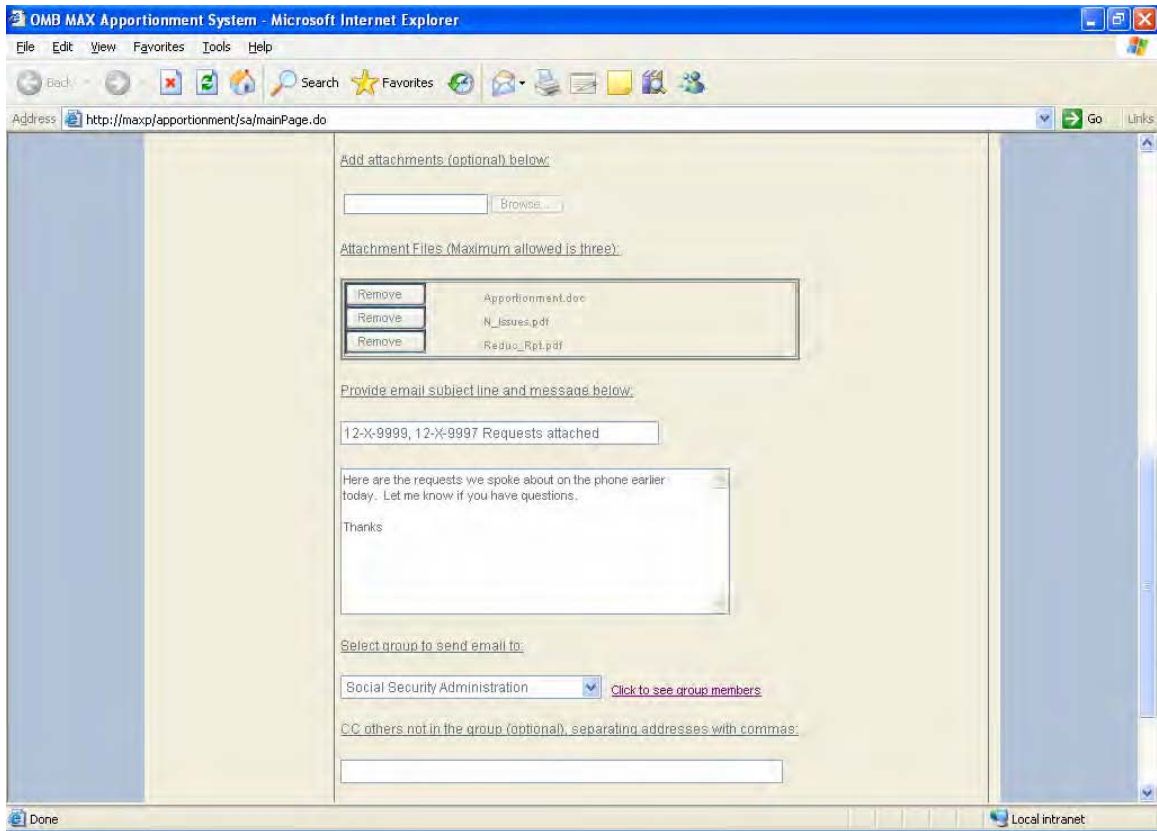 OMB MAX Apportionment System - Microsoft Internet Explorer
File Edit View Favorites Tools Help
Back Search Favorites
Address http://maxp/apportionment/sa/mainPage.do Go Links
Add attachments (optional) below:
Browse...
Attachment Files (Maximum allowed is three):
Remove Apportionment.doc
Remove N_Issues.pdf
Remove Reduo_Rpt.pdf
Provide email subject line and message below:
12-X-9999, 12-X-9997 Requests attached
Here are the requests we spoke about on the phone earlier
today. Let me know if you have questions.
Thanks
Select group to send email to:
Social Security Administration Click to see group members
CC others not in the group (optional), separating addresses with commas:
Done Local intranet